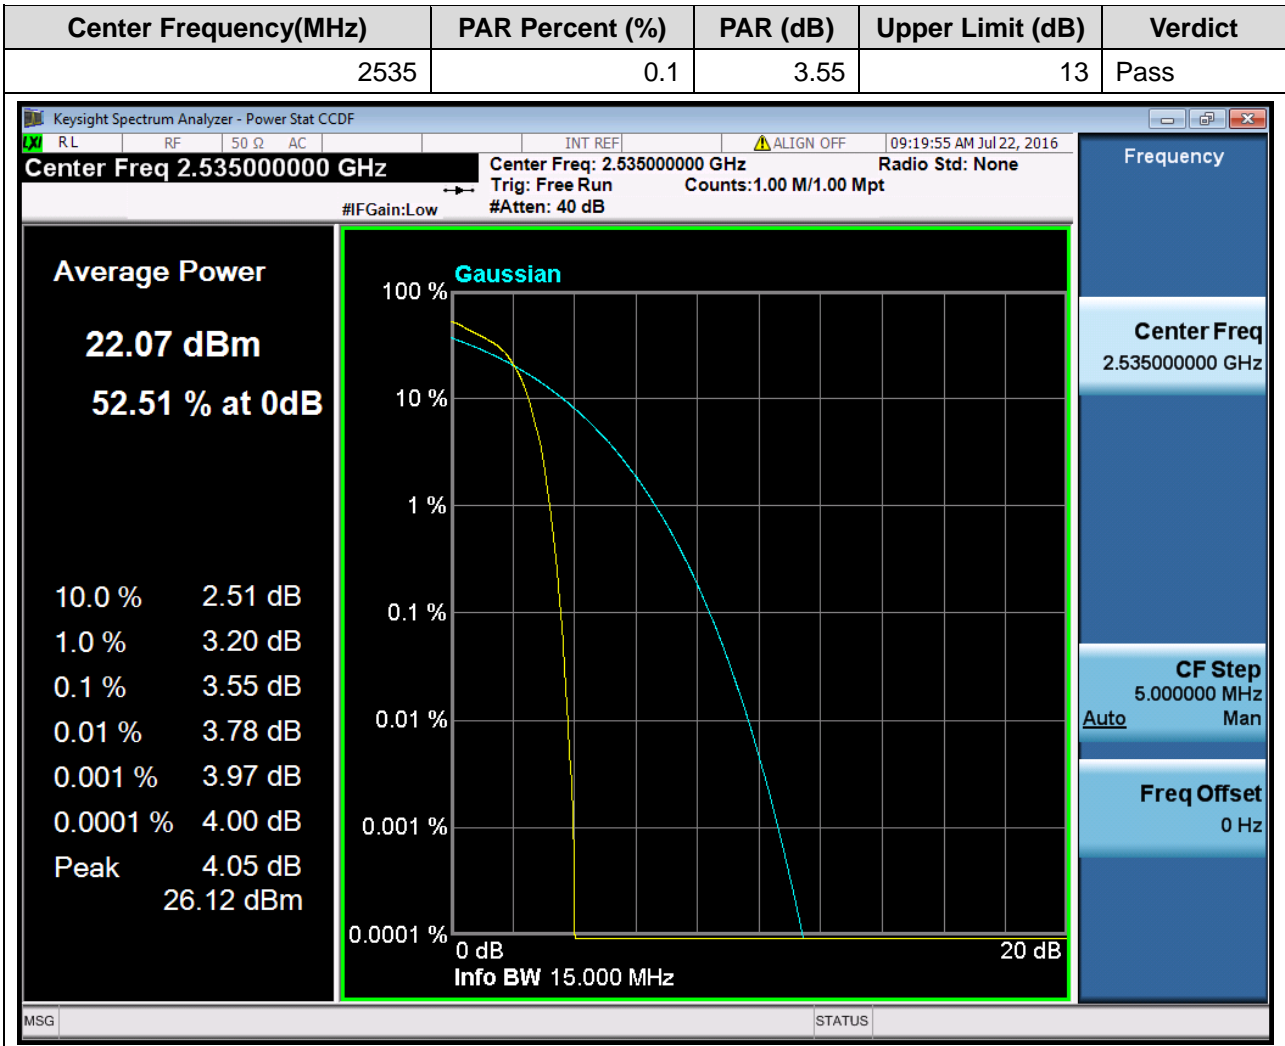 Center Frequency(MHz) PAR Percent (%) PAR (dB) Upper Limit (dB) Verdict
2535 0.1 3.55 13 Pass
Keysight Spectrum Analyzer - Power Stat CCDF
LXI RL RF 50 Ω AC INT REF ALIGN OFF 09:19:55 AM Jul 22, 2016
Center Freq 2.535000000 GHz
#IFGain:Low
Center Freq: 2.535000000 GHz Radio Std: None
Trig: Free Run Counts:1.00 M/1.00 Mpt
#Atten: 40 dB
Average Power
22.07 dBm
52.51 % at 0dB
10.0 % 2.51 dB
1.0 % 3.20 dB
0.1 % 3.55 dB
0.01 % 3.78 dB
0.001 % 3.97 dB
0.0001 % 4.00 dB
Peak 4.05 dB
26.12 dBm
Gaussian
100 %
10 %
1 %
0.1 %
0.01 %
0.001 %
0.0001 %
0 dB 20 dB
Info BW 15.000 MHz
Frequency
Center Freq
2.535000000 GHz
CF Step
5.000000 MHz
Auto Man
Freq Offset
0 Hz
MSG STATUS